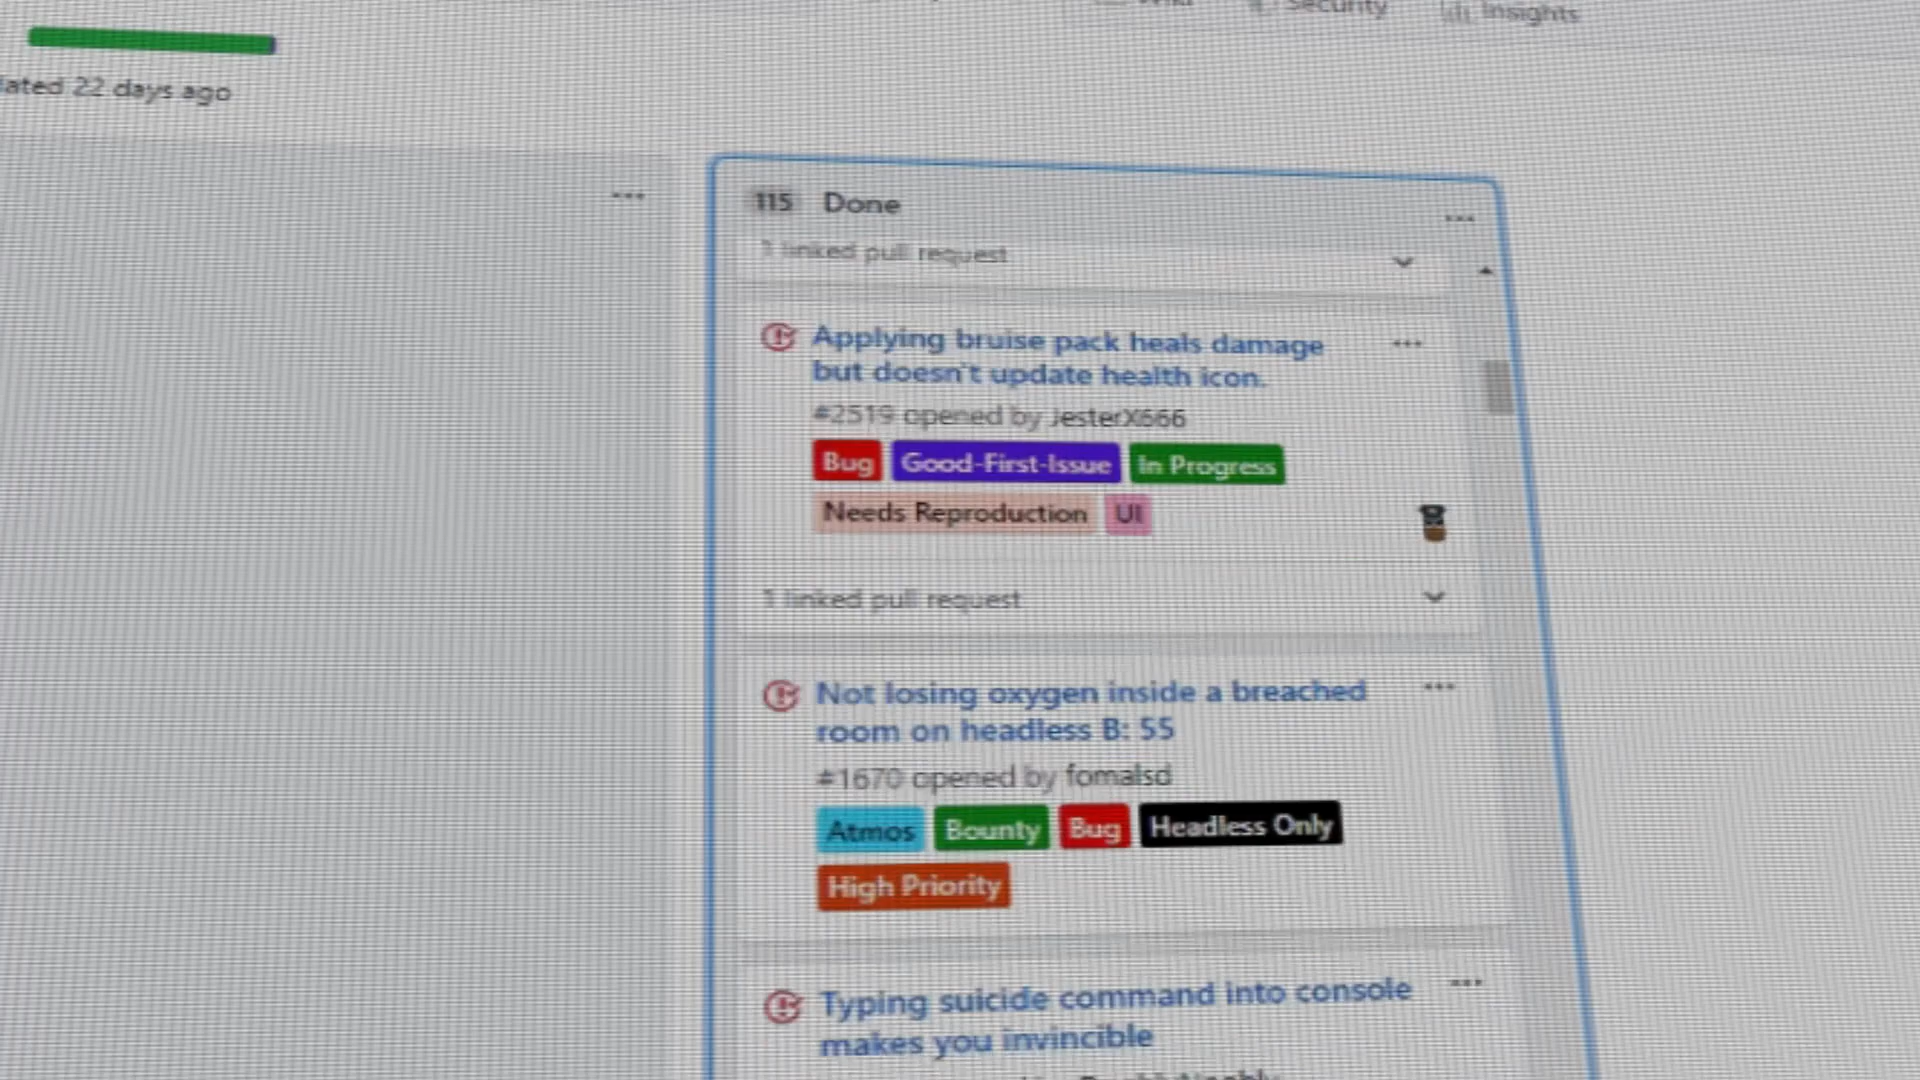 Security
Insights
22 days ago
115 Done
1 linked pull request
Applying bruise pack heals damage
but doesn't update health icon.
#2519 opened by JesterX666
Bug Good-First-Issue In Progress
Needs Reproduction UI
1 linked pull request
Not losing oxygen inside a breached
room on headless B: 55
#1670 opened by fomalsd
Atmos Bounty Bug Headless Only
High Priority
Typing suicide command into console
makes you invincible